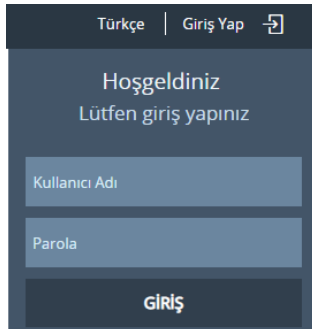 Türkçe | Giriş Yap
Hoşgeldiniz
Lütfen giriş yapınız
Kullanıcı Adı
Parola
GİRİŞ